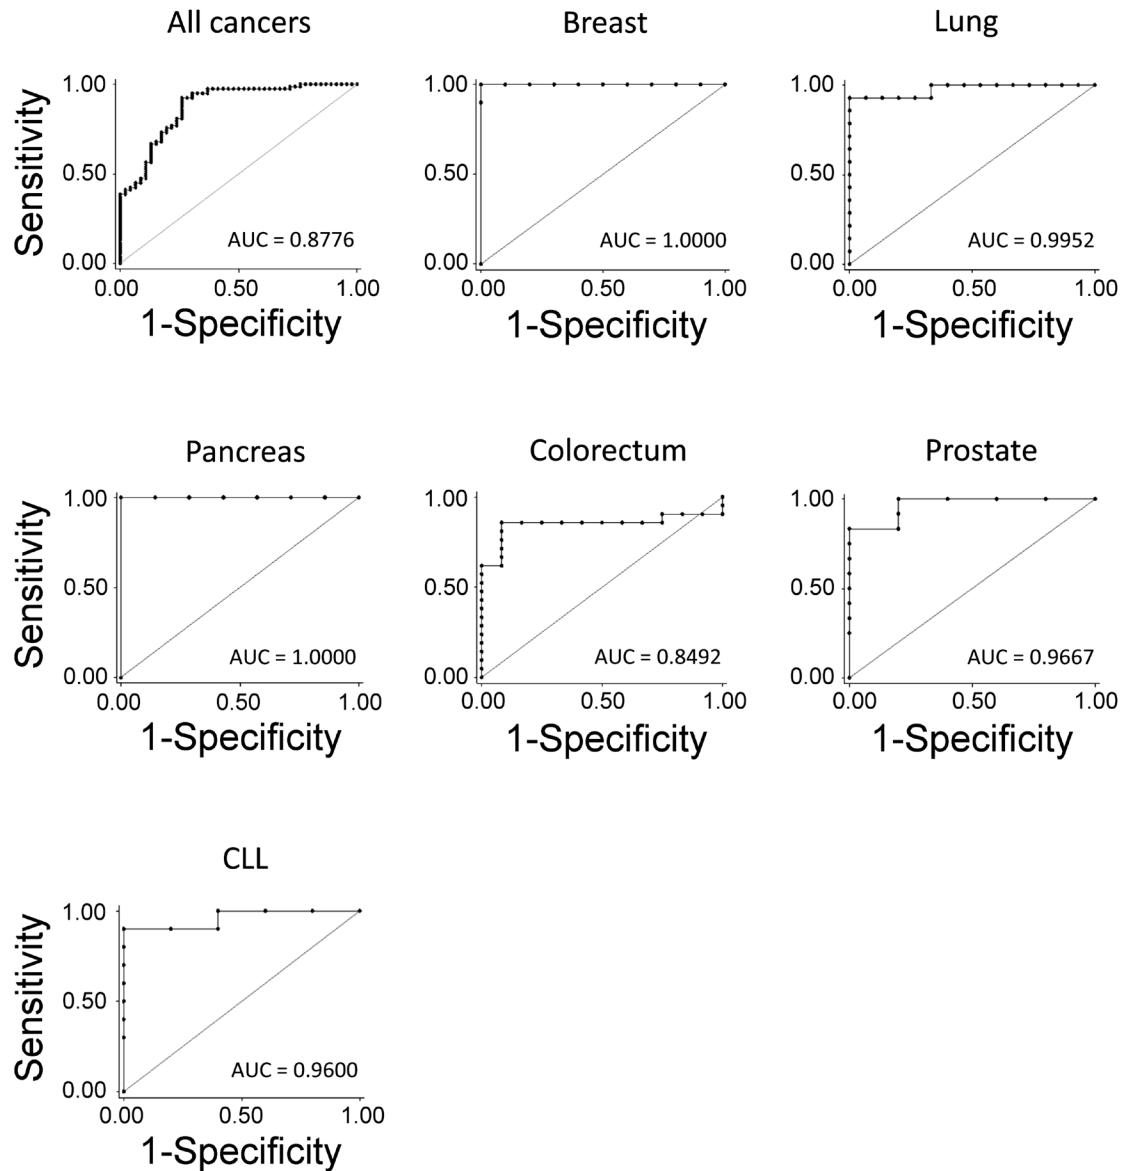 All cancers
Breast
Lung
Sensitivity
1.00
0.50
0.00
AUC = 0.8776
0.00 0.50 1.00
1-Specificity
1.00
0.50
0.00
AUC = 1.0000
0.00 0.50 1.00
1-Specificity
1.00
0.50
0.00
AUC = 0.9952
0.00 0.50 1.00
1-Specificity
Pancreas
Colorectum
Prostate
Sensitivity
1.00
0.50
0.00
AUC = 1.0000
0.00 0.50 1.00
1-Specificity
1.00
0.50
0.00
AUC = 0.8492
0.00 0.50 1.00
1-Specificity
1.00
0.50
0.00
AUC = 0.9667
0.00 0.50 1.00
1-Specificity
CLL
Sensitivity
1.00
0.50
0.00
AUC = 0.9600
0.00 0.50 1.00
1-Specificity